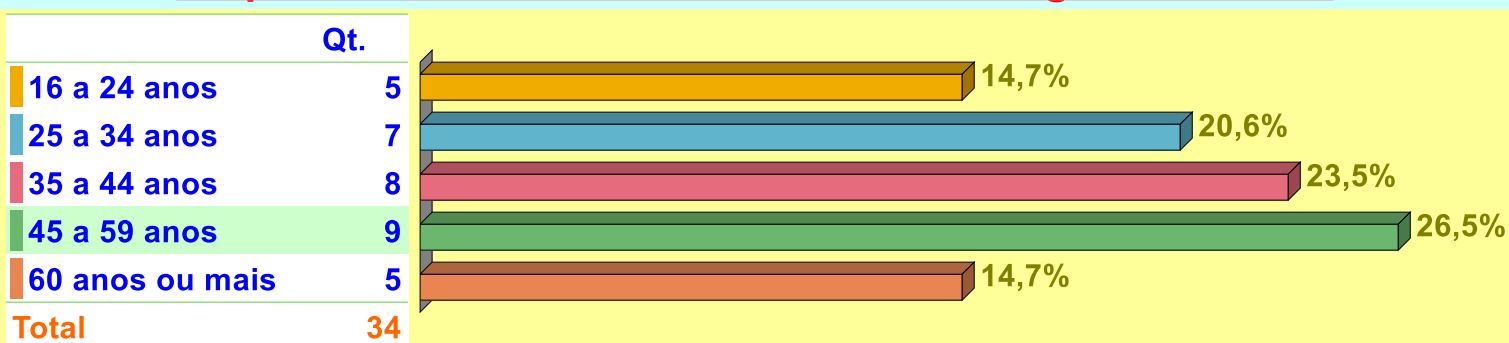 Qt.
16 a 24 anos 5 14,7%
25 a 34 anos 7 20,6%
35 a 44 anos 8 23,5%
45 a 59 anos 9 26,5%
60 anos ou mais 5 14,7%
Total 34